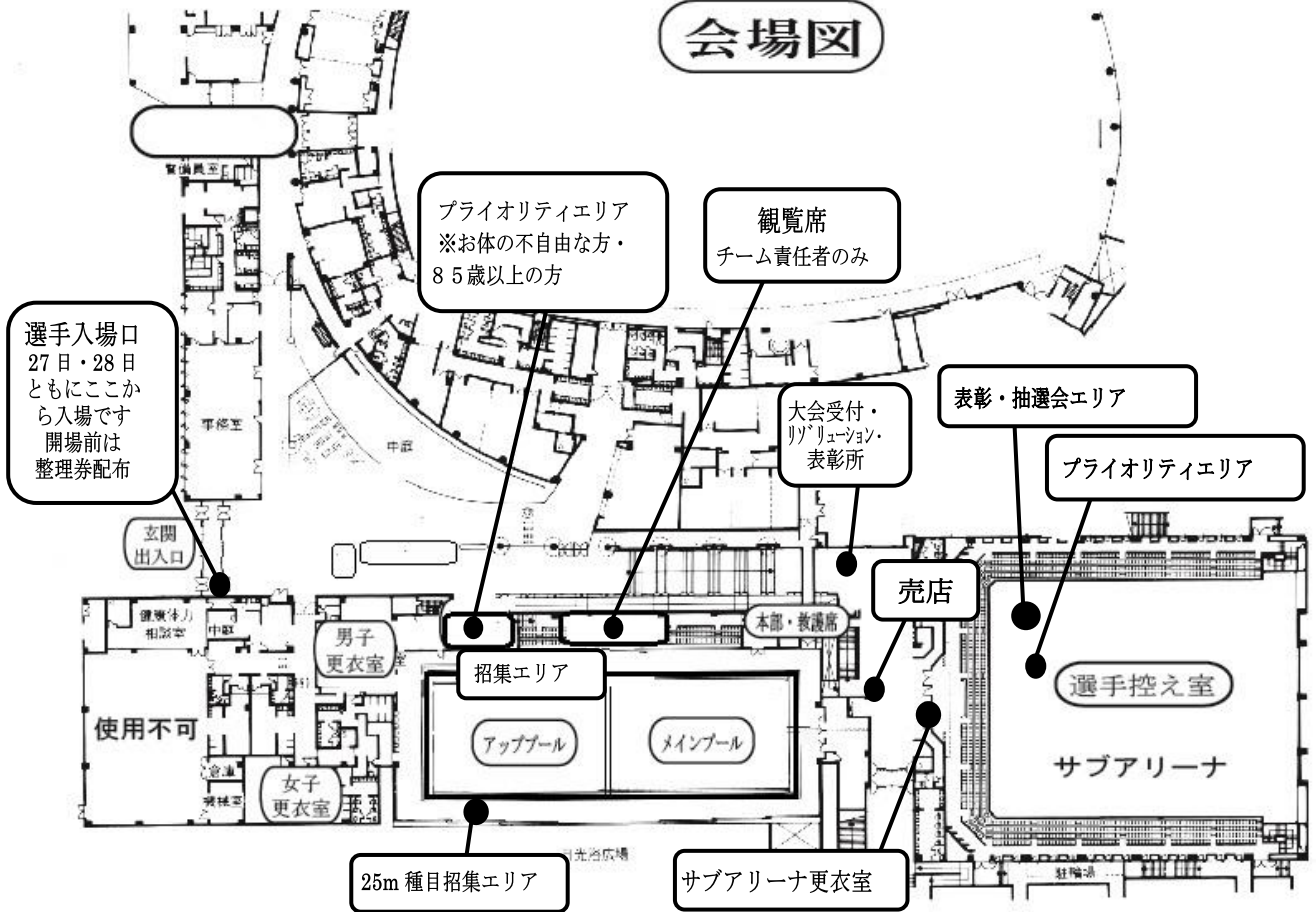 会場図
警備員室
プライオリティエリア
※お体の不自由な方・
８５歳以上の方
観覧席
チーム責任者のみ
選手入場口
27日・28日
ともにここか
ら入場です
開場前は
整理券配布
事務室
中庭
大会受付・
リゾリューション・
表彰所
表彰・抽選会エリア
プライオリティエリア
玄関
出入口
売店
健康体力
相談室
中庭
男子
更衣室
本部・救護席
招集エリア
選手控え室
使用不可
アッププール
メインプール
サブアリーナ
倉庫
機械室
女子
更衣室
日光浴広場
25m 種目招集エリア
サブアリーナ更衣室
駐輪場